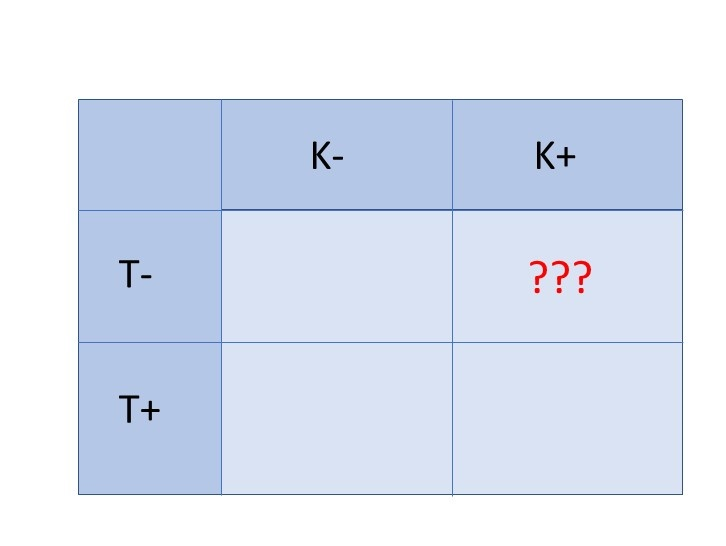 K- K+
T- ???
T+